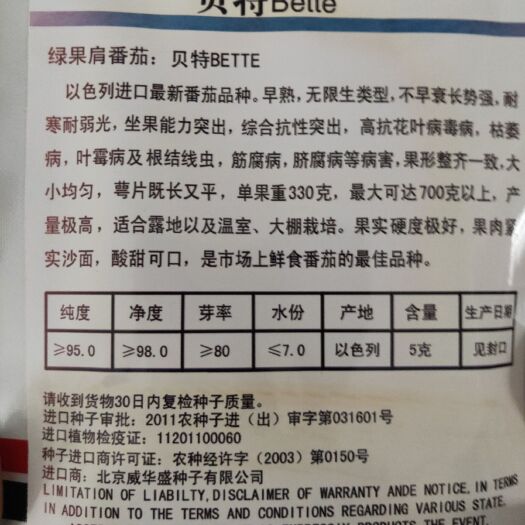 贝特Bette
绿果肩番茄：贝特BETTE
以色列进口最新番茄品种。早熟，无限生类型，不早衰长势强，耐
寒耐弱光，坐果能力突出，综合抗性突出，高抗花叶病毒病，枯萎
病，叶霉病及根结线虫，筋腐病，脐腐病等病害，果形整齐一致，大
小均匀，萼片既长又平，单果重330克，最大可达700克以上，产
量极高，适合露地以及温室、大棚栽培。果实硬度极好，果肉紧
实沙面，酸甜可口，是市场上鲜食番茄的最佳品种。
纯度 净度 芽率 水份 产地 含量 生产日期
≥95.0 ≥98.0 ≥80 ≤7.0 以色列 5克 见封口
请收到货物30日内复检种子质量。
进口种子审批：2011农种子进（出）审字第031601号
进口植物检疫证：11201100060
种子进口商许可证：农种经许字（2003）第0150号
进口商：北京威华盛种子有限公司
LIMITATION OF LIABILTY,DISCLAIMER OF WARRANTY ANDE NOTICE. IN TERMS
IN ADDITION TO THE TERMS AND CONDITIONS REGARDING VARIOUS STATE.
PRODUCTS THE EVENT.